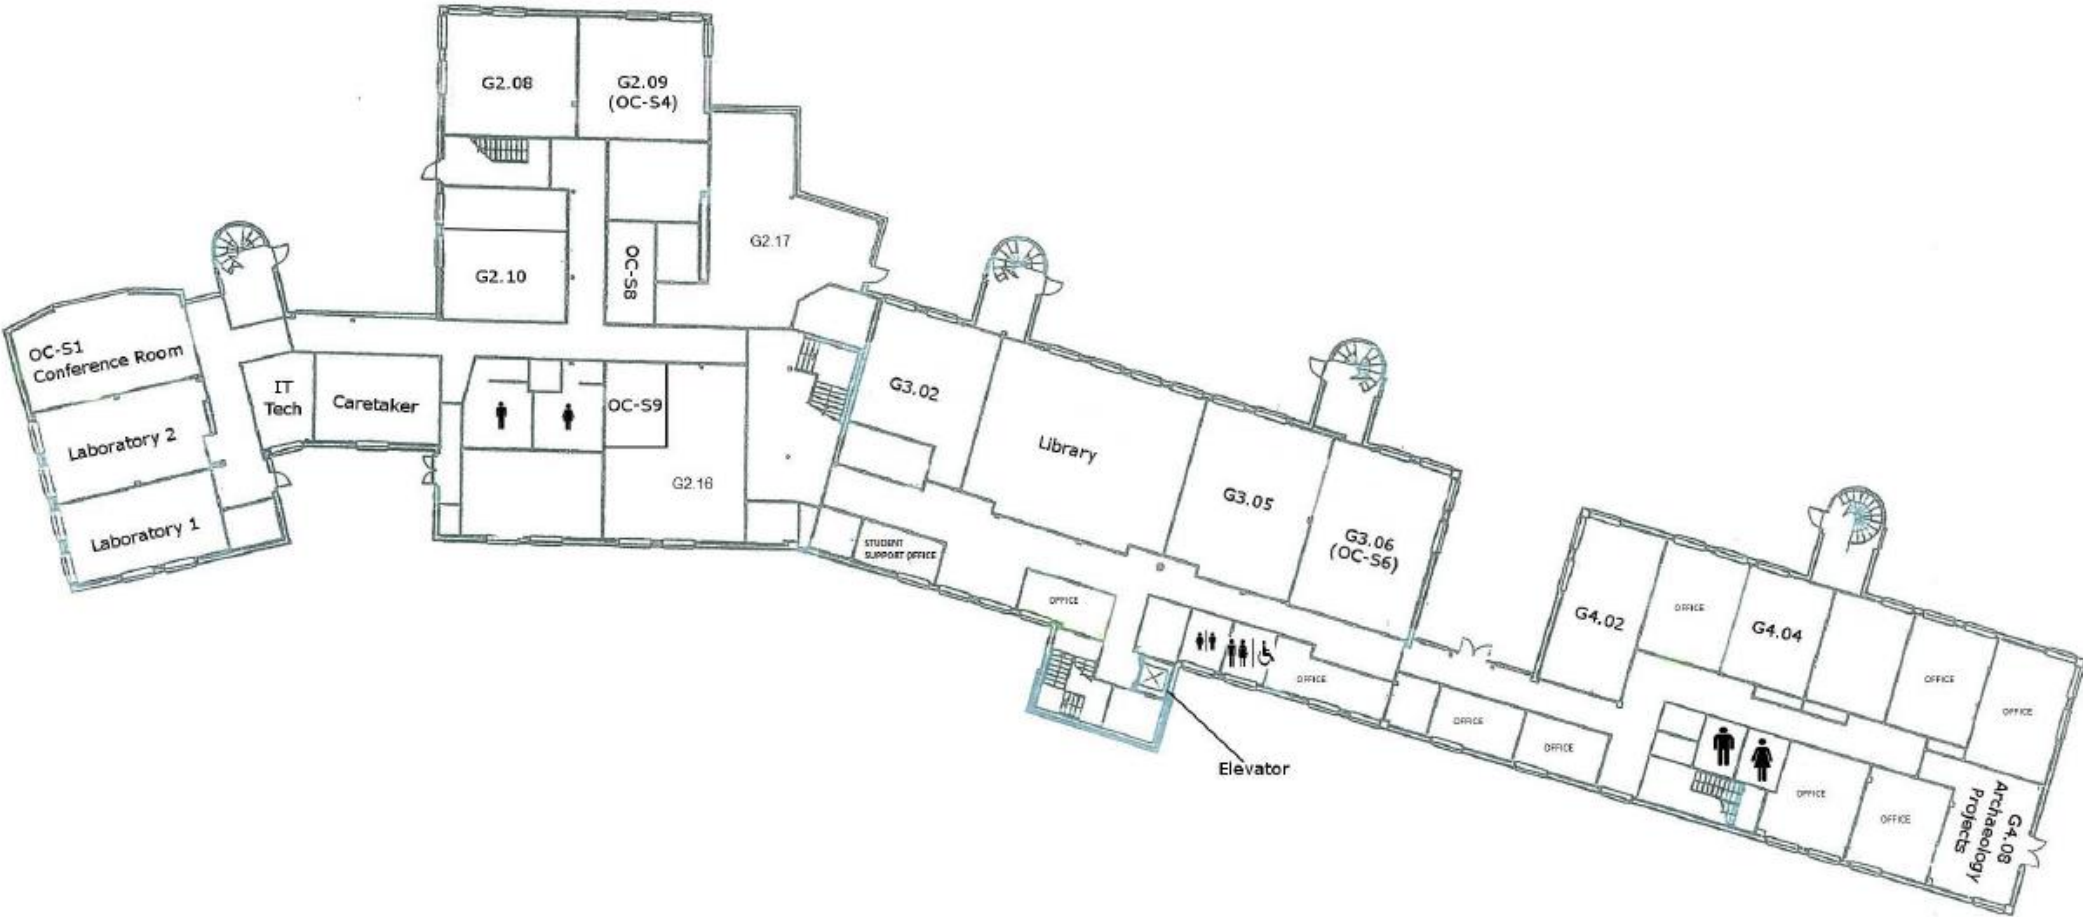 G2.08
G2.09
(OC-S4)
G2.17
OC-S8
G2.10
OC-S1
Conference Room
IT
Tech
Caretaker
Laboratory 2
Laboratory 1
OC-S9
G2.16
G3.02
Library
G3.05
G3.06
(OC-S6)
STUDENT
SUPPORT OFFICE
OFFICE
OFFICE
Elevator
G4.02
OFFICE
G4.04
OFFICE
OFFICE
OFFICE
OFFICE
OFFICE
OFFICE
G4.08
Archaeology
Projects